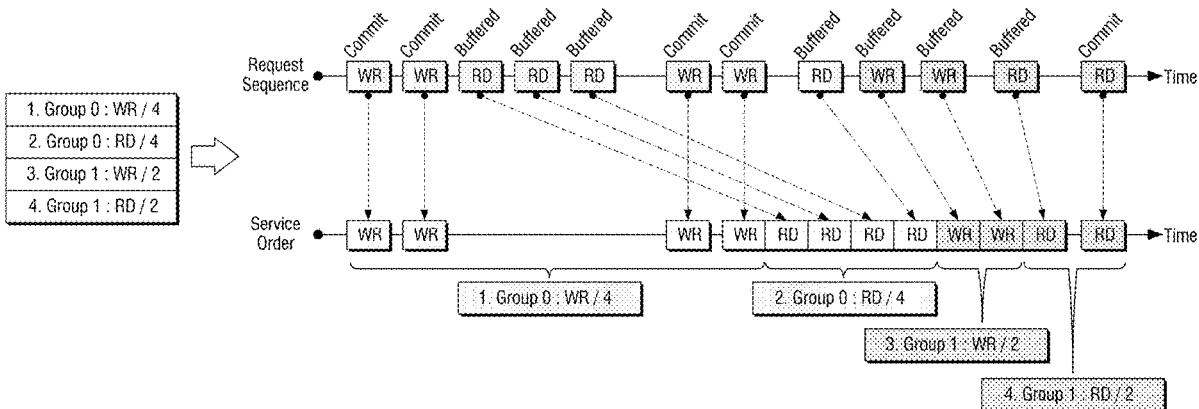 Commit Commit Buffered Buffered Buffered Commit Commit Buffered Buffered Buffered Buffered Commit
Request Sequence WR WR RD RD RD WR WR RD WR WR RD RD Time
1. Group 0 : WR / 4
2. Group 0 : RD / 4
3. Group 1 : WR / 2
4. Group 1 : RD / 2
Service Order WR WR WR WR RD RD RD RD WR WR RD RD Time
1. Group 0 : WR / 4
2. Group 0 : RD / 4
3. Group 1 : WR / 2
4. Group 1 : RD / 2